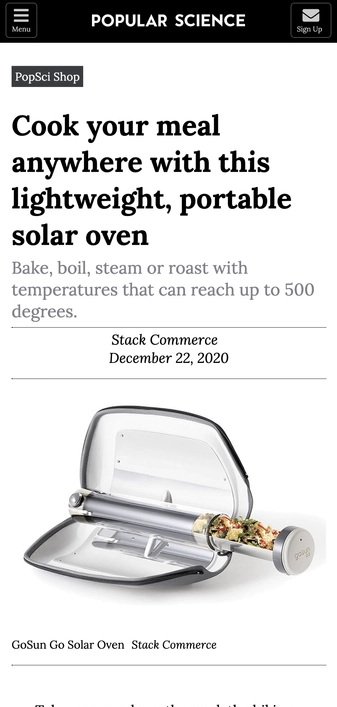 POPULAR SCIENCE
Menu
Sign Up
PopSci Shop
Cook your meal
anywhere with this
lightweight, portable
solar oven
Bake, boil, steam or roast with
temperatures that can reach up to 500
degrees.
Stack Commerce
December 22, 2020
gosun
GoSun Go Solar Oven Stack Commerce